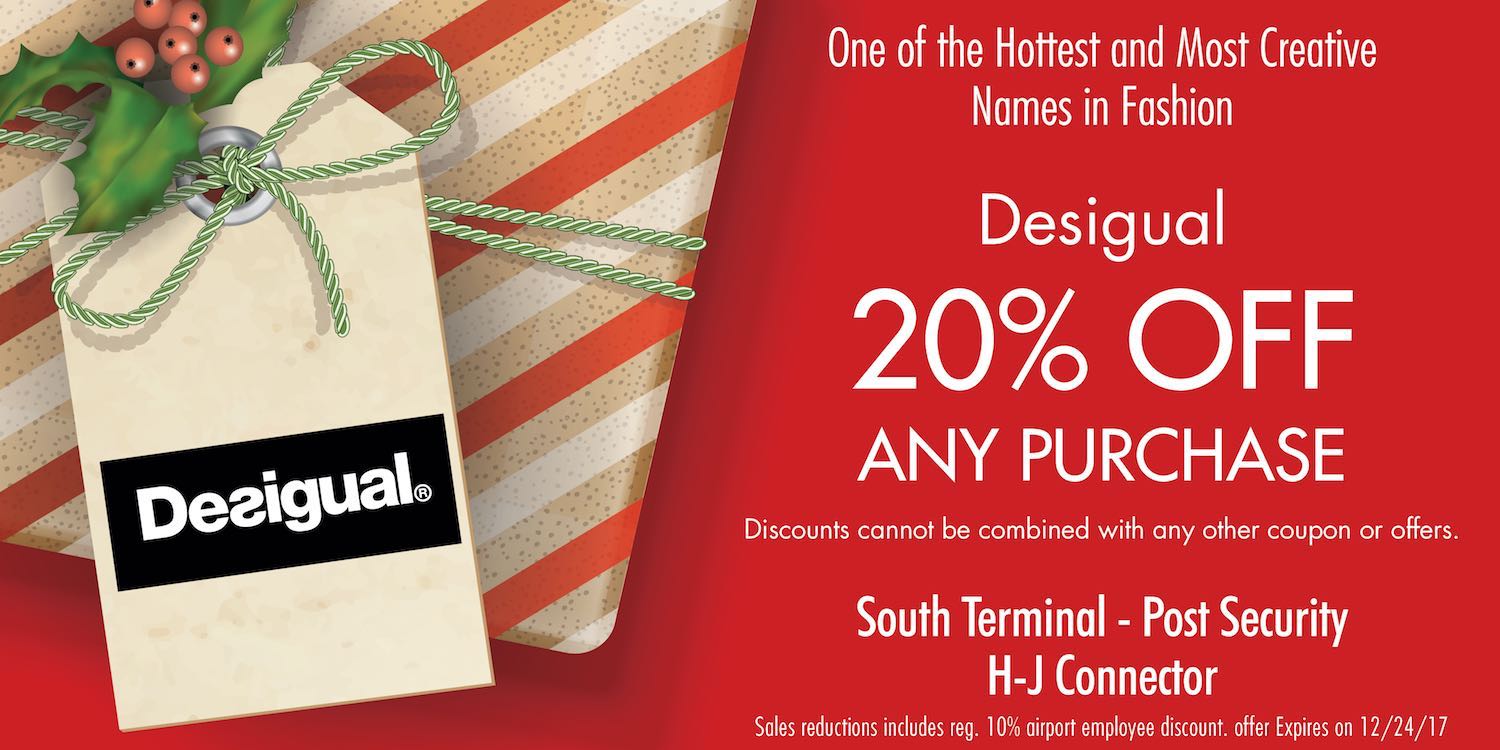 One of the Hottest and Most Creative
Names in Fashion
Desigual
20% OFF
ANY PURCHASE
Discounts cannot be combined with any other coupon or offers.
South Terminal - Post Security
H-J Connector
Sales reductions includes reg. 10% airport employee discount. offer Expires on 12/24/17
Desigual®